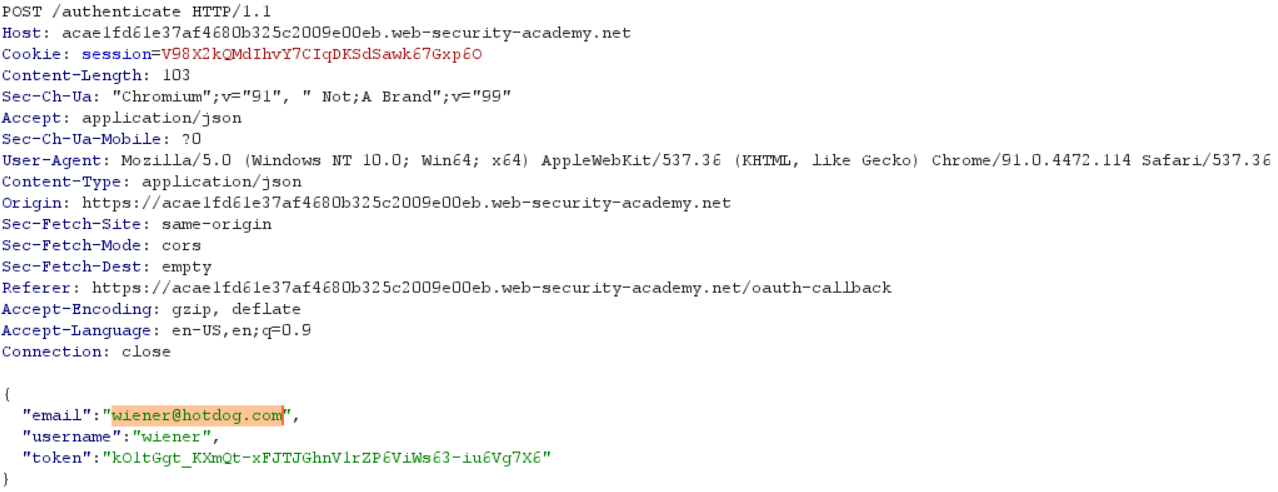 POST /authenticate HTTP/1.1
Host: acae1fd61e37af4680b325c2009e00eb.web-security-academy.net
Cookie: session=V98X2kQMdIhvY7CIqDKSdSawk67Gxp6O
Content-Length: 103
Sec-Ch-Ua: "Chromium";v="91", " Not;A Brand";v="99"
Accept: application/json
Sec-Ch-Ua-Mobile: ?0
User-Agent: Mozilla/5.0 (Windows NT 10.0; Win64; x64) AppleWebKit/537.36 (KHTML, like Gecko) Chrome/91.0.4472.114 Safari/537.36
Content-Type: application/json
Origin: https://acae1fd61e37af4680b325c2009e00eb.web-security-academy.net
Sec-Fetch-Site: same-origin
Sec-Fetch-Mode: cors
Sec-Fetch-Dest: empty
Referer: https://acae1fd61e37af4680b325c2009e00eb.web-security-academy.net/oauth-callback
Accept-Encoding: gzip, deflate
Accept-Language: en-US,en;q=0.9
Connection: close
{
"email":"wiener@hotdog.com",
"username":"wiener",
"token":"kOltGgt_KXmQt-xFJTJGhnVlrZP6ViWs63-iu6Vg7X6"
}